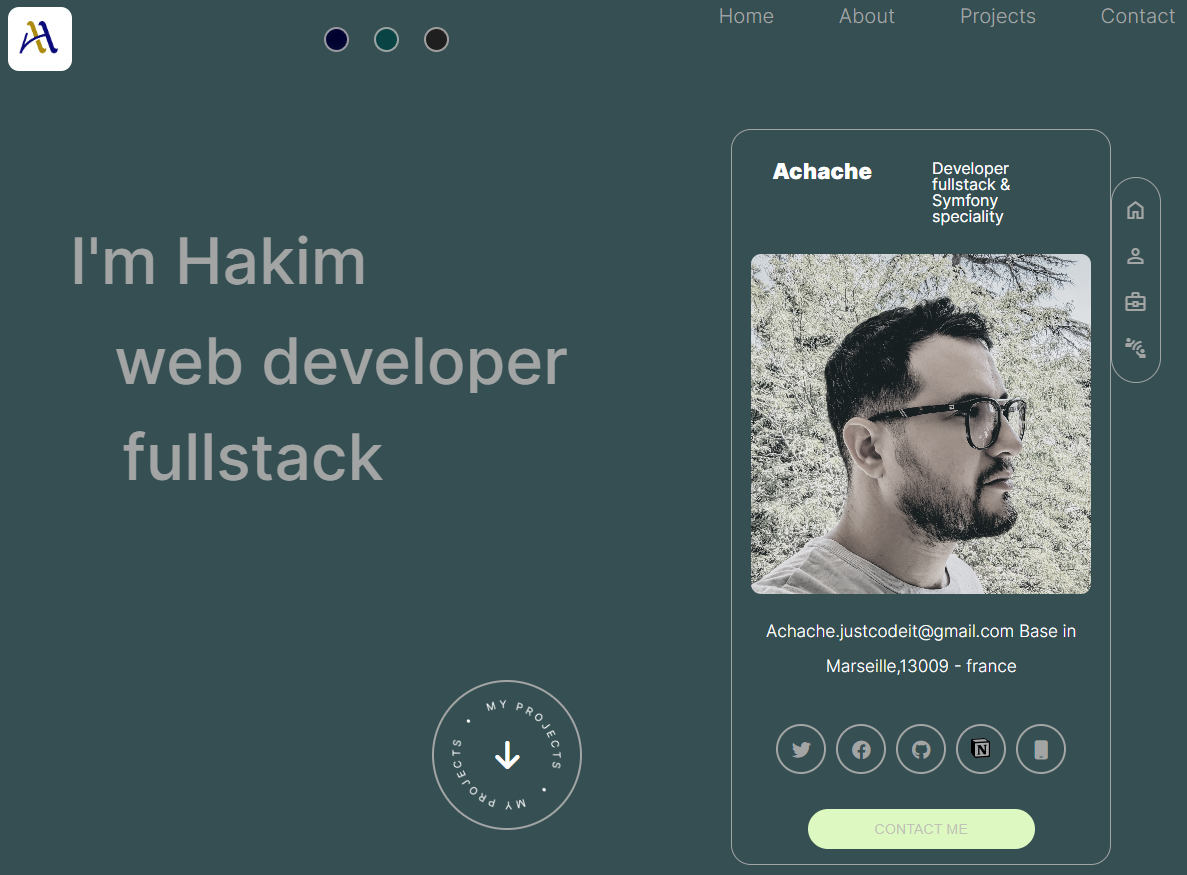 Home About Projects Contact
I'm Hakim
web developer
fullstack
MY PROJECTS • MY PROJECTS •
Achache
Developer
fullstack &
Symfony
speciality
Achache.justcodeit@gmail.com Base in
Marseille,13009 - france
N
CONTACT ME